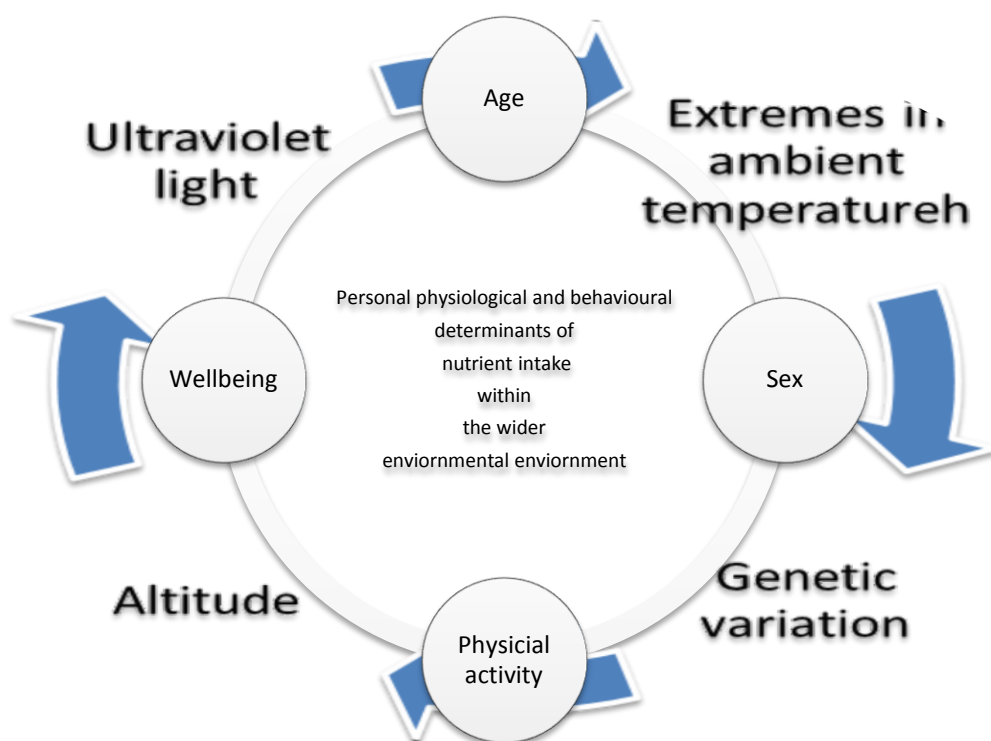 Age
Ultraviolet
light
Extremes in
ambient
temperatureh
Personal physiological and behavioural
determinants of
nutrient intake
within
the wider
enviornmental enviornment
Wellbeing
Sex
Altitude
Genetic
variation
Physicial
activity